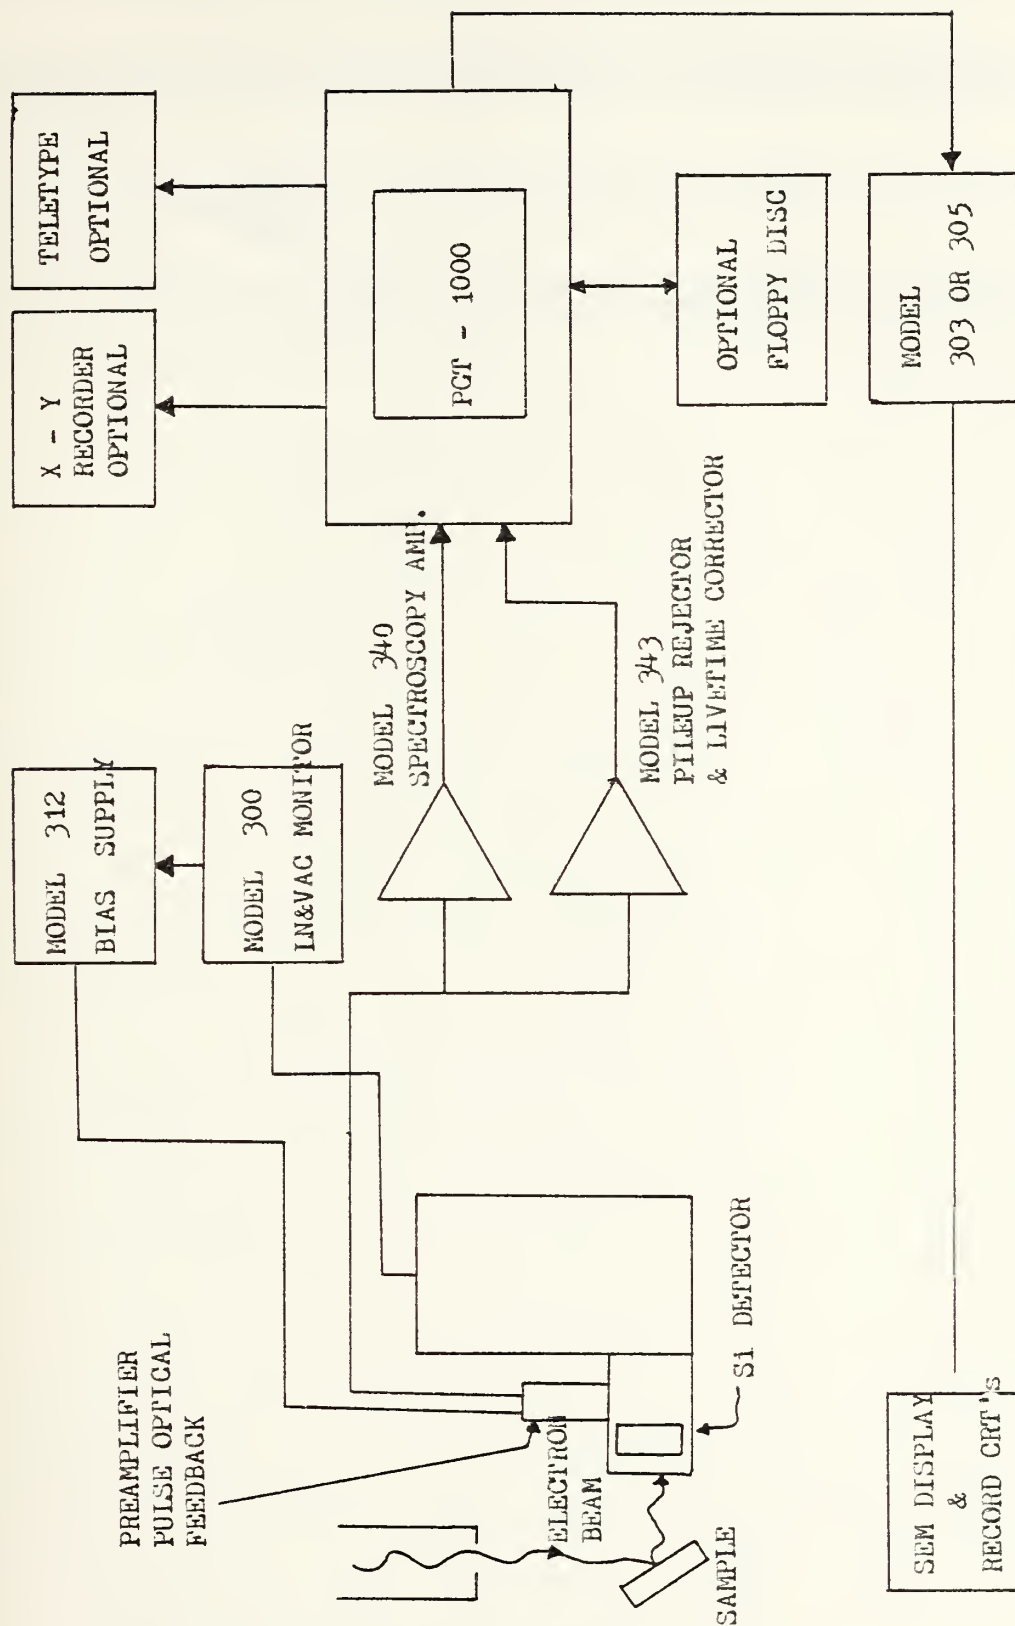 PREAMPLIFIER
PULSE OPTICAL
FEEDBACK
ELECTRON
BEAM
SAMPLE
Si DETECTOR
MODEL 312
BIAS SUPPLY
MODEL 300
LN&VAC MONITOR
MODEL 340
SPECTROSCOPY AMP.
MODEL 343
PILEUP REJECTOR
& LIVETIME CORRECTOR
X - Y
RECORDER
OPTIONAL
TELETYPE
OPTIONAL
PGT - 1000
OPTIONAL
FLOPPY DISC
MODEL
303 OR 305
SEM DISPLAY
&
RECORD CRT's